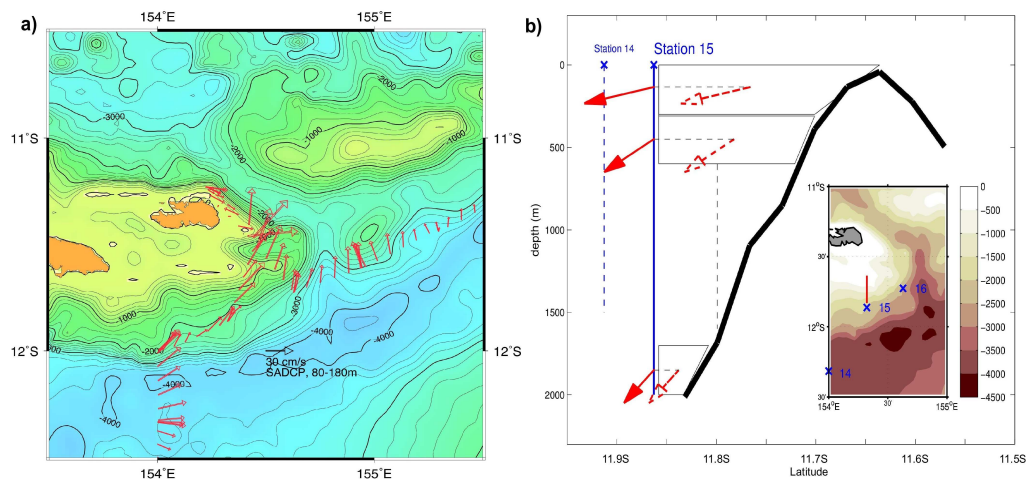 a)
154°E
155°E
-2000
-3000
-1000
-1000
11°S
11°S
-2000
-2000
-3000
3000
-1000
-4000
-4000
-2000
12°S
12°S
30 cm/s
SADCP, 80-180m
-4000
-4000
154°E
155°E
b)
Station 14
Station 15
0
500
1000
1500
2000
depth (m)
11.9S
11.8S
11.7S
11.6S
11.5S
Latitude
11°S
30'
12°S
30'
154°E
30'
155°E
14
15
16
0
−500
−1000
−1500
−2000
−2500
−3000
−3500
−4000
−4500